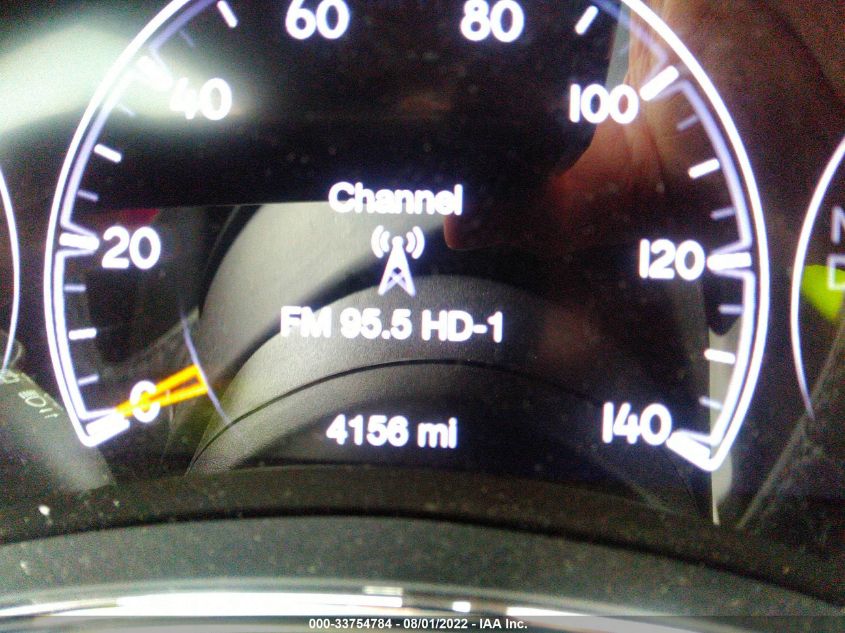 60 80
40 100
Channel
20 120
FM 95.5 HD-1
0
4156 mi 140
000-33754784 - 08/01/2022 - IAA Inc.